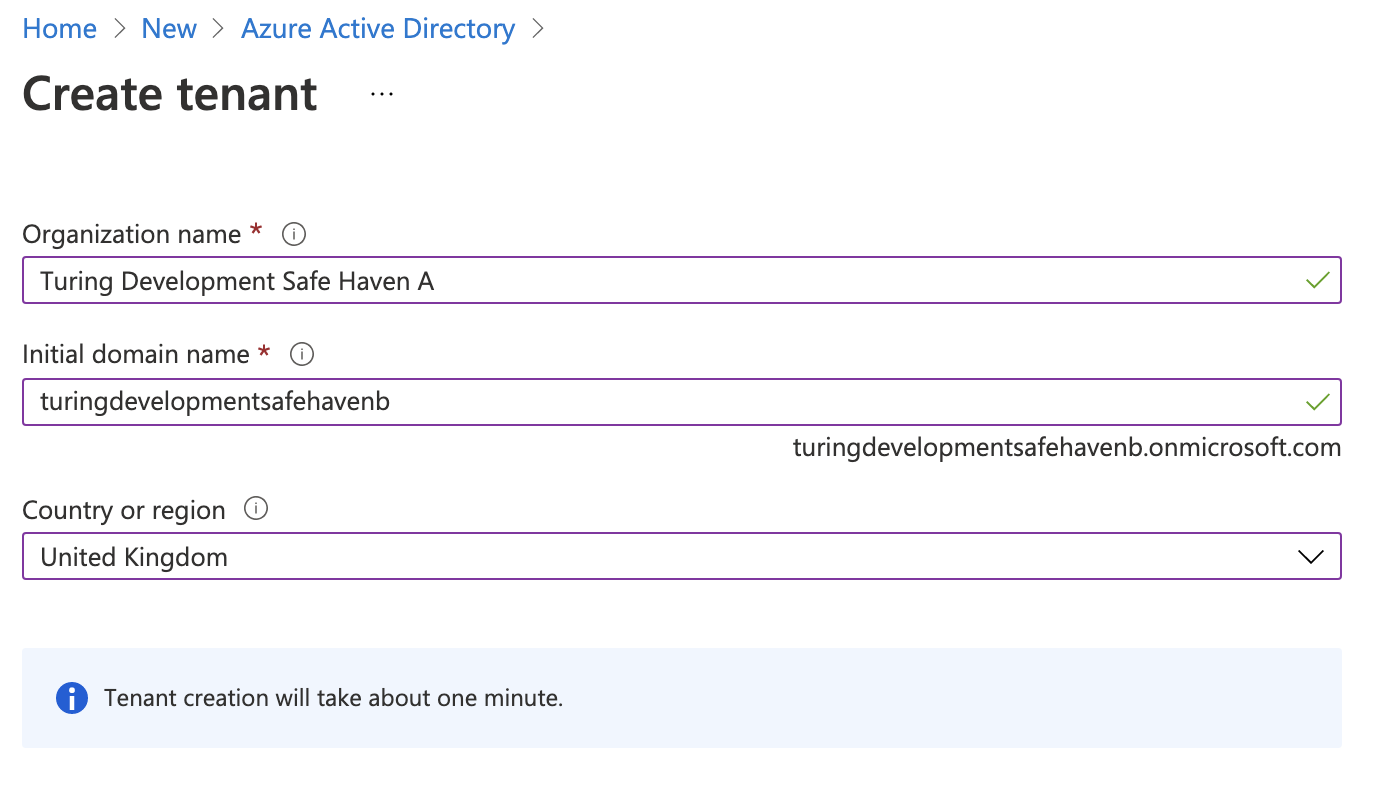 Home > New > Azure Active Directory >
Create tenant ...
Organization name *
Turing Development Safe Haven A
Initial domain name *
turingdevelopmentsafehavenb
turingdevelopmentsafehavenb.onmicrosoft.com
Country or region
United Kingdom
Tenant creation will take about one minute.